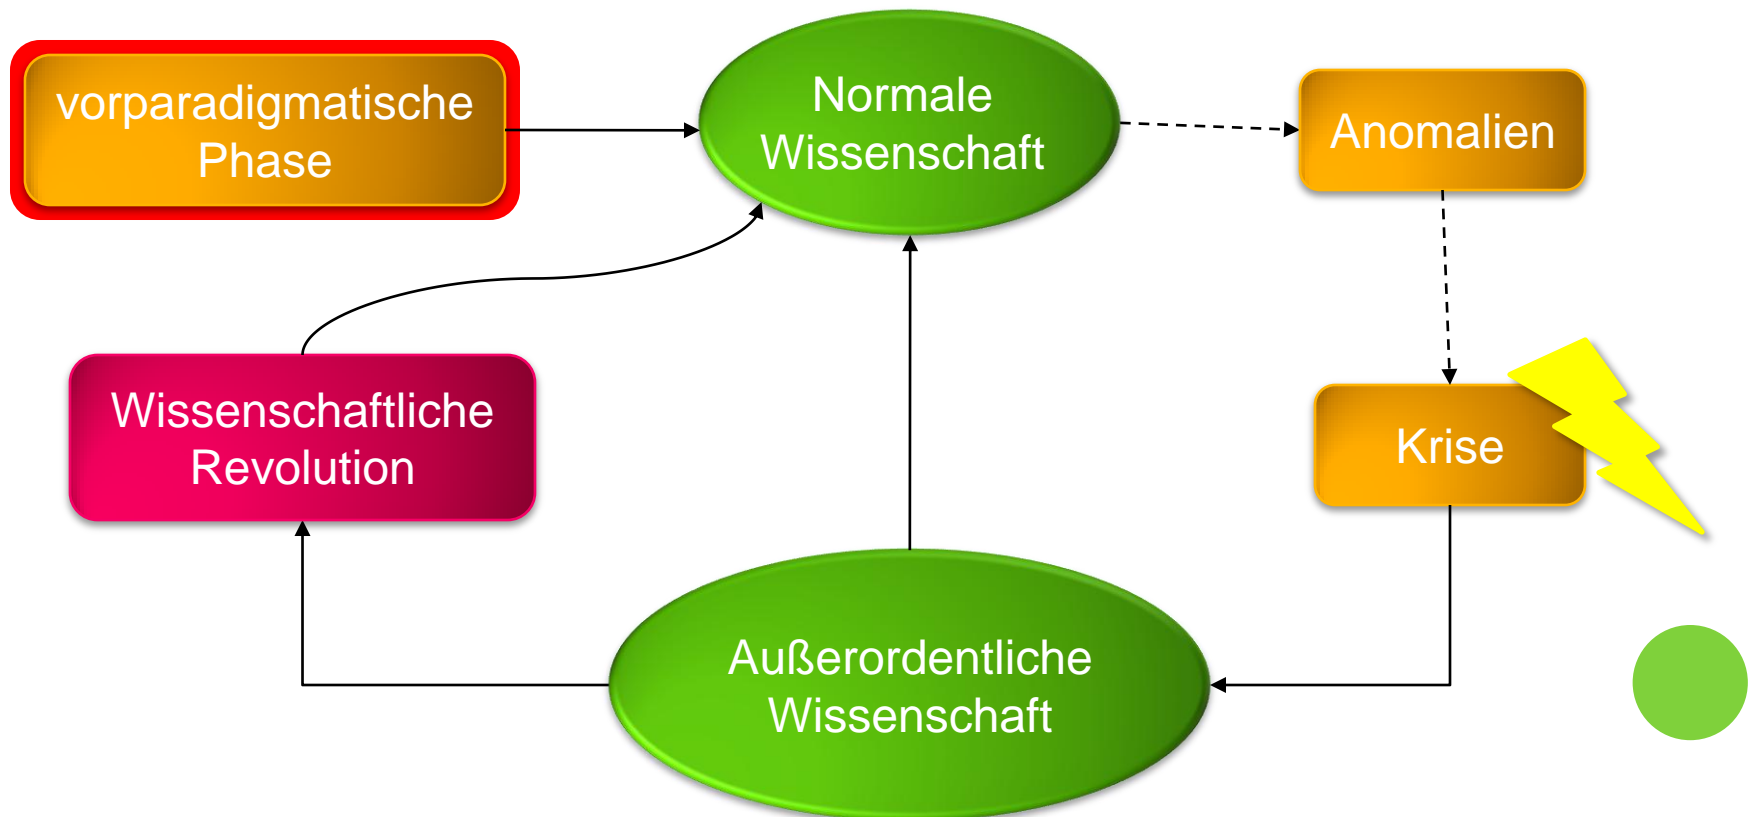 vorparadigmatische
Phase
Normale
Wissenschaft
Anomalien
Wissenschaftliche
Revolution
Krise
Außerordentliche
Wissenschaft